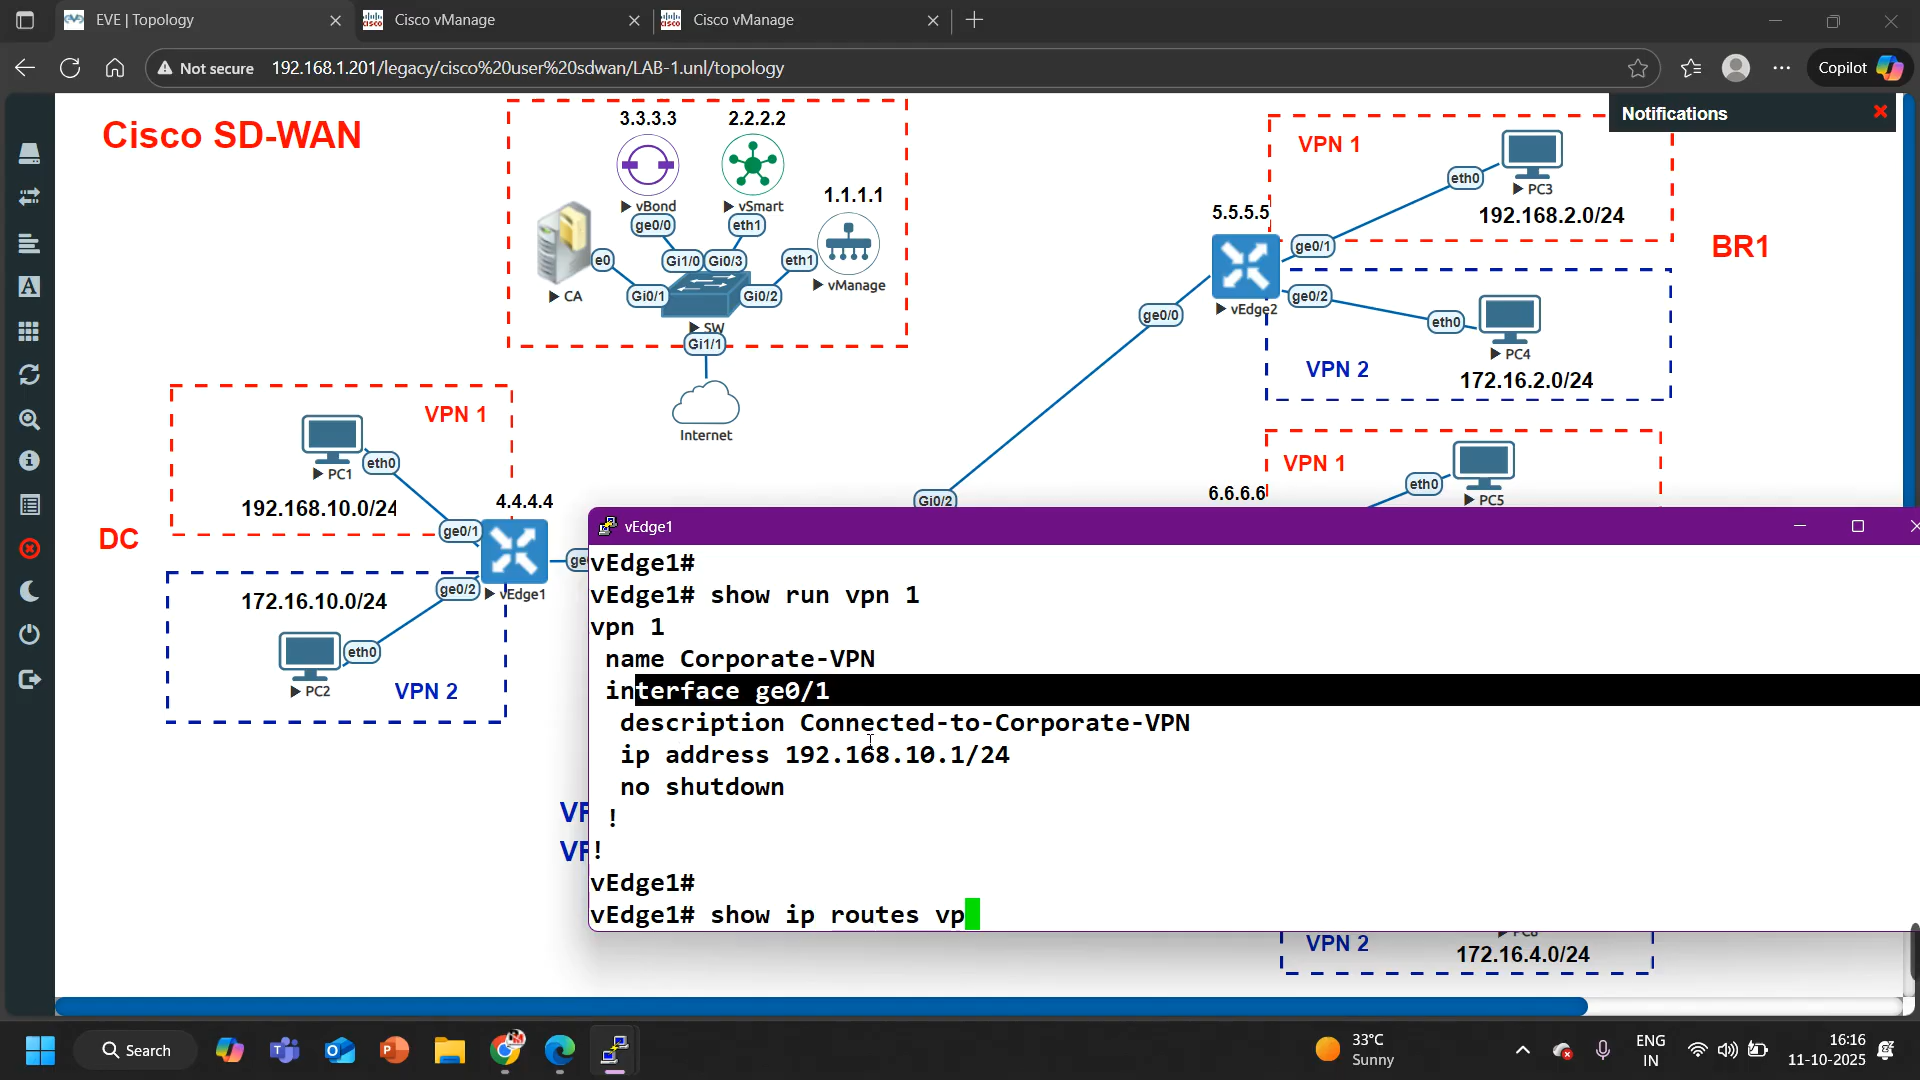 EVE | Topology
Cisco vManage
Cisco vManage
Not secure
192.168.1.201/legacy/cisco%20user%20sdwan/LAB-1.unl/topology
Copilot
Notifications
Cisco SD-WAN
3.3.3.3
2.2.2.2
1.1.1.1
vBond
vSmart
ge0/0
eth1
e0
Gi1/0
Gi0/3
eth1
CA
Gi0/1
Gi0/2
vManage
SW
Gi1/1
Internet
VPN 1
eth0
PC3
192.168.2.0/24
5.5.5.5
ge0/1
BR1
ge0/0
vEdge2
ge0/2
eth0
PC4
VPN 2
172.16.2.0/24
VPN 1
PC1
eth0
192.168.10.0/24
4.4.4.4
DC
ge0/1
ge0/2
vEdge1
172.16.10.0/24
PC2
eth0
VPN 2
Gi0/2
6.6.6.6
VPN 1
eth0
PC5
vEdge1
vEdge1#
vEdge1# show run vpn 1
vpn 1
name Corporate-VPN
interface ge0/1
description Connected-to-Corporate-VPN
ip address 192.168.10.1/24
no shutdown
!
!
vEdge1#
vEdge1# show ip routes vp
VPN 2
172.16.4.0/24
Search
33°C
Sunny
ENG
IN
16:16
11-10-2025